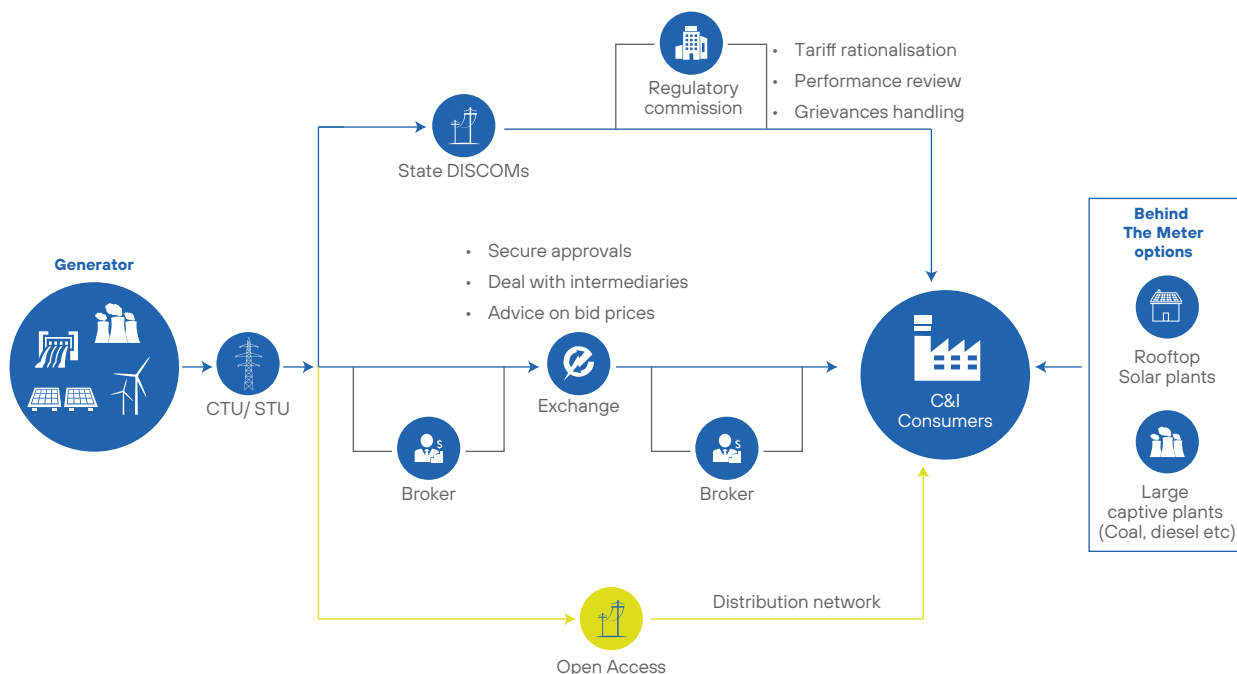 Regulatory
commission
• Tariff rationalisation
• Performance review
• Grievances handling
State DISCOMs
• Secure approvals
• Deal with intermediaries
• Advice on bid prices
Generator
CTU/ STU
Exchange
Broker
$
Broker
$
C&I
Consumers
Behind
The Meter
options
Rooftop
Solar plants
Large
captive plants
(Coal, diesel etc)
Distribution network
Open Access